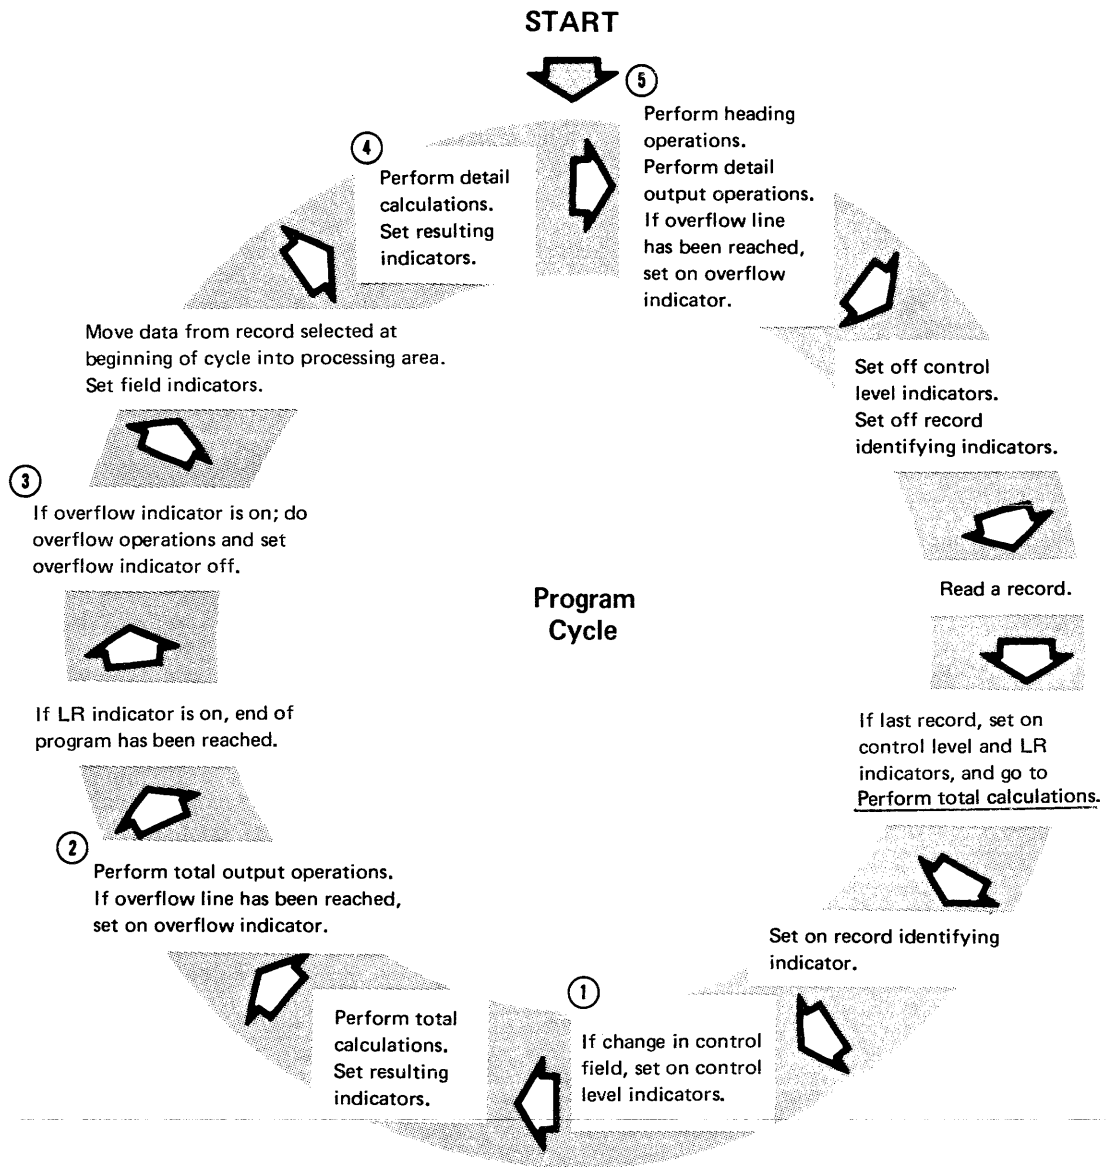 START
5
Perform heading
operations.
Perform detail
output operations.
If overflow line
has been reached,
set on overflow
indicator.
Set off control
level indicators.
Set off record
identifying indicators.
Read a record.
If last record, set on
control level and LR
indicators, and go to
Perform total calculations.
Set on record identifying
indicator.
1
If change in control
field, set on control
level indicators.
Perform total
calculations.
Set resulting
indicators.
2
Perform total output operations.
If overflow line has been reached,
set on overflow indicator.
If LR indicator is on, end of
program has been reached.
3
If overflow indicator is on; do
overflow operations and set
overflow indicator off.
Move data from record selected at
beginning of cycle into processing area.
Set field indicators.
4
Perform detail
calculations.
Set resulting
indicators.
Program
Cycle